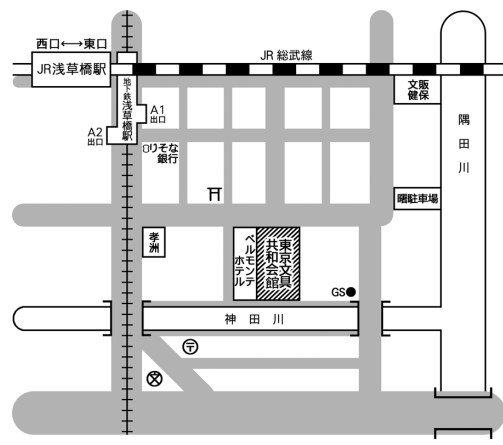 西口⟷東口
JR浅草橋駅
JR 総武線
地下鉄
浅草橋駅
A1
出口
A2
出口
りそな
銀行
文販
健保
隅田川
曙駐車場
孝洲
ベルモンテ
ホテル
東京文具
共和会館
GS
神田川
〒